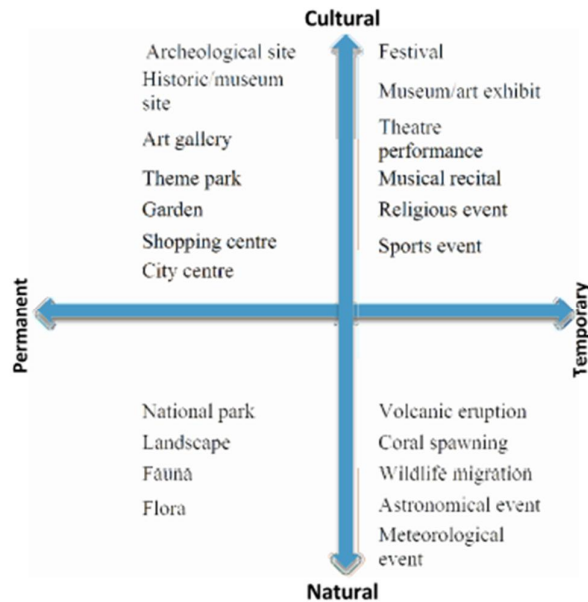 Cultural
Archeological site
Historic/museum
site
Art gallery
Theme park
Garden
Shopping centre
City centre
Festival
Museum/art exhibit
Theatre
performance
Musical recital
Religious event
Sports event
Permanent
Temporary
National park
Landscape
Fauna
Flora
Volcanic eruption
Coral spawning
Wildlife migration
Astronomical event
Meteorological
event
Natural